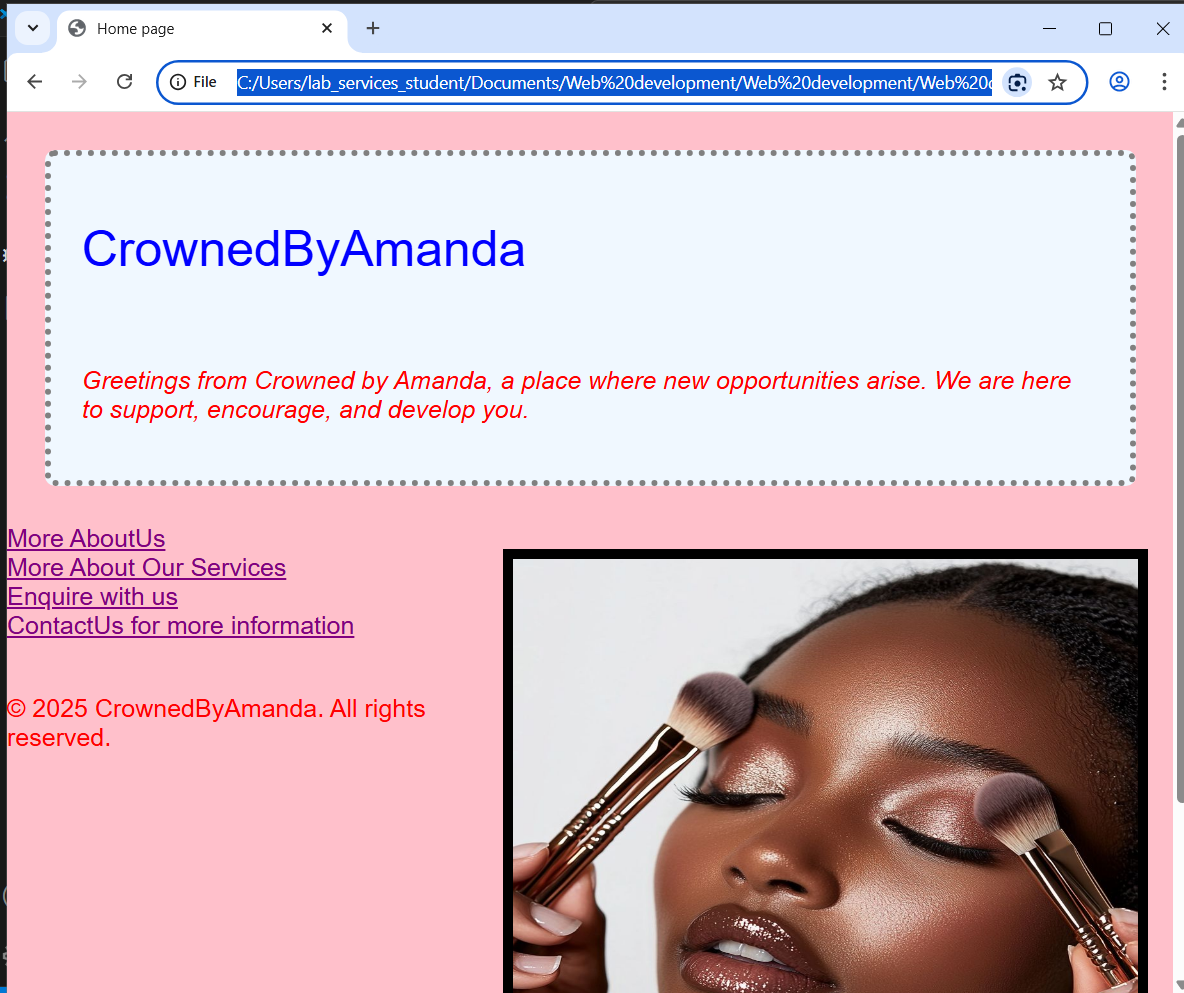 Home page
File
C:/Users/lab_services_student/Documents/Web%20development/Web%20development/Web%20
CrownedByAmanda
Greetings from Crowned by Amanda, a place where new opportunities arise. We are here
to support, encourage, and develop you.
More AboutUs
More About Our Services
Enquire with us
ContactUs for more information
© 2025 CrownedByAmanda. All rights
reserved.